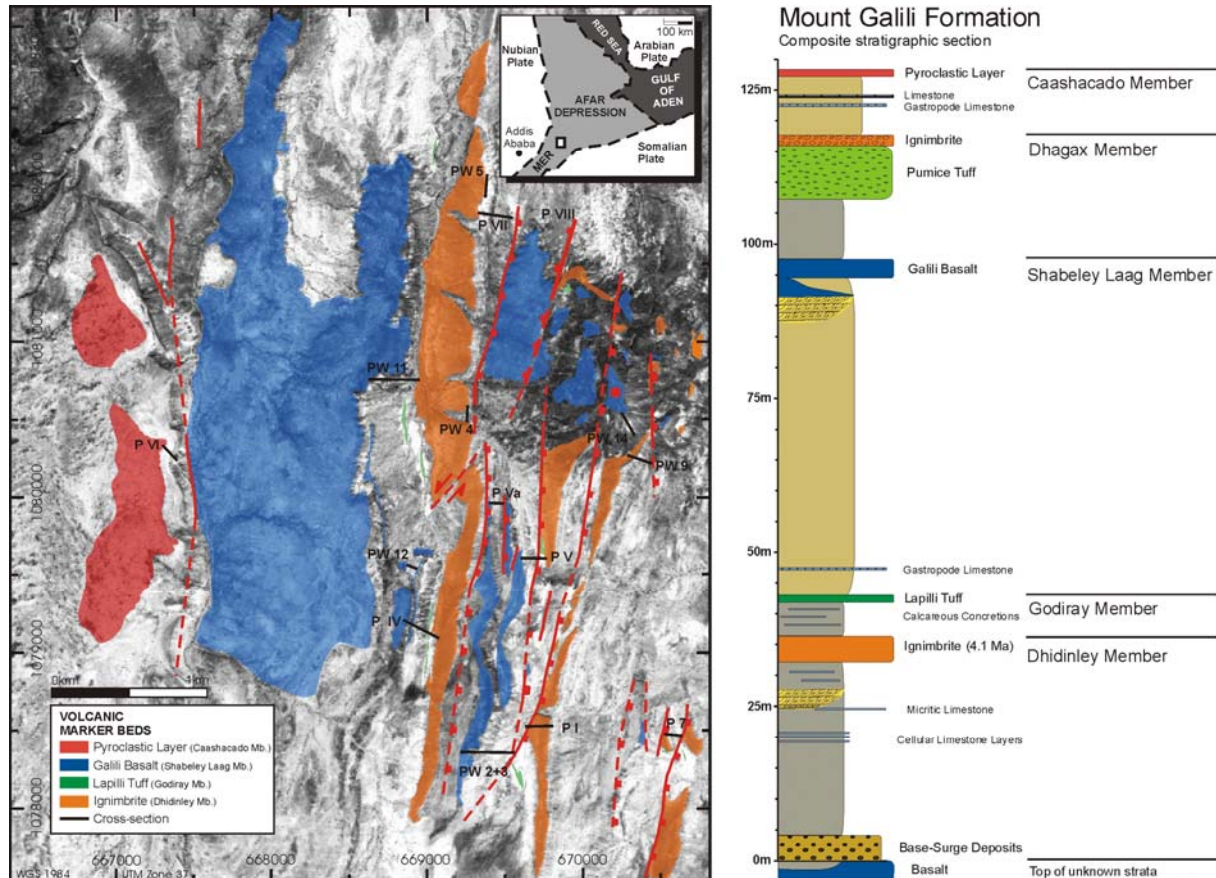 100 km
RED SEA
Nubian
Plate
Arabian
Plate
GULF
OF
ADEN
AFAR
DEPRESSION
Addis
Ababa
MER
Somalian
Plate
PW 5
P VII
P VIII
PW 11
PW 4
PW 14
P VI
PW 9
P Va
PW 12
P V
P IV
P I
P 7
PW 2+3
1081000
1080000
1079000
1078000
0km
1km
VOLCANIC
MARKER BEDS
Pyroclastic Layer (Caashacado Mb.)
Galili Basalt (Shabeley Laag Mb.)
Lapilli Tuff (Godiray Mb.)
Ignimbrite (Dhidinley Mb.)
Cross-section
667000
668000
669000
670000
WGS 1984
UTM Zone 37
Mount Galili Formation
Composite stratigraphic section
Pyroclastic Layer
Caashacado Member
125m
Limestone
Gastropode Limestone
Ignimbrite
Dhagax Member
Pumice Tuff
100m
Galili Basalt
Shabeley Laag Member
75m
50m
Gastropode Limestone
Lapilli Tuff
Godiray Member
Calcareous Concretions
Ignimbrite (4.1 Ma)
Dhidinley Member
25m
Micritic Limestone
Cellular Limestone Layers
Base-Surge Deposits
0m
Basalt
Top of unknown strata